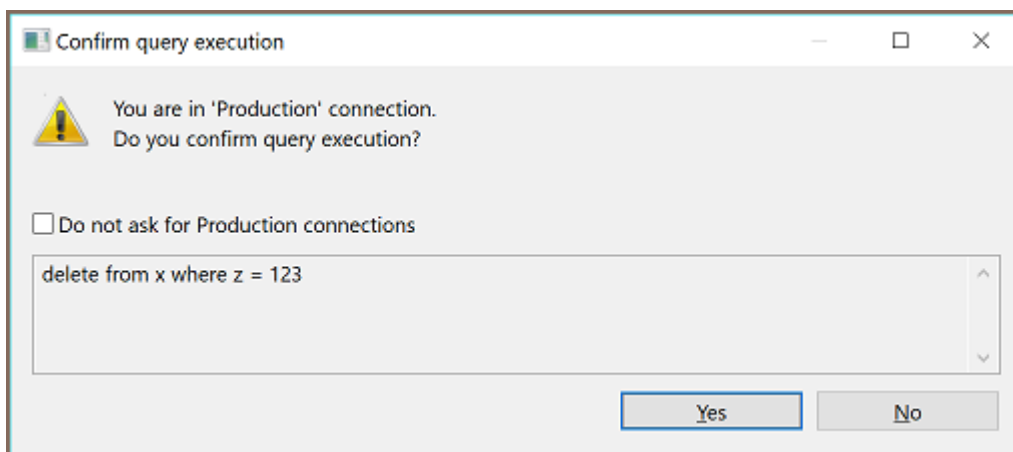 Confirm query execution
You are in 'Production' connection.
Do you confirm query execution?
Do not ask for Production connections
delete from x where z = 123
Yes
No